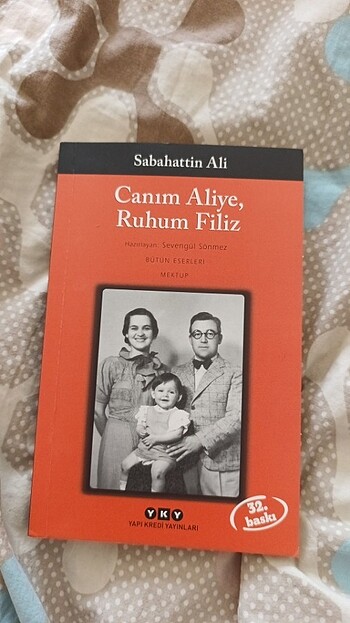 Sabahattin Ali
Canım Aliye,
Ruhum Filiz
Hazırlayan: Sevengül Sönmez
BÜTÜN ESERLERİ
MEKTUP
YKY
YAPI KREDİ YAYINLARI
32.
baskı